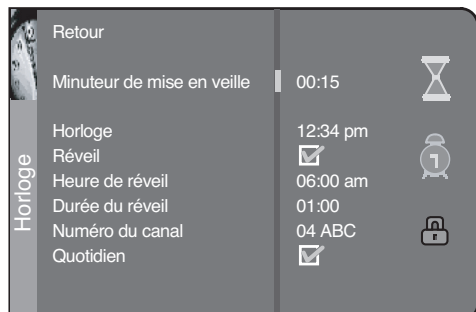 Retour
Minuteur de mise en veille 00:15
Horloge 12:34 pm
Réveil
Heure de réveil 06:00 am
Durée du réveil 01:00
Numéro du canal 04 ABC
Quotidien
Horloge
1